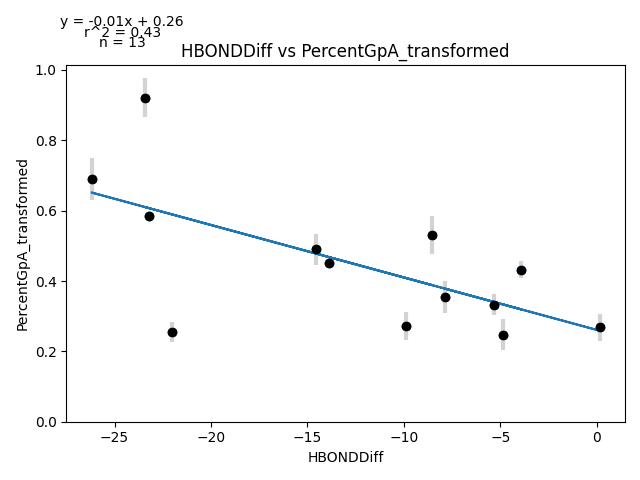 y = -0.01x + 0.26
r^2 = 0.43
n = 13
HBONDDiff vs PercentGpA_transformed
PercentGpA_transformed
1.0
0.8
0.6
0.4
0.2
0.0
−25
−20
−15
−10
−5
0
HBONDDiff